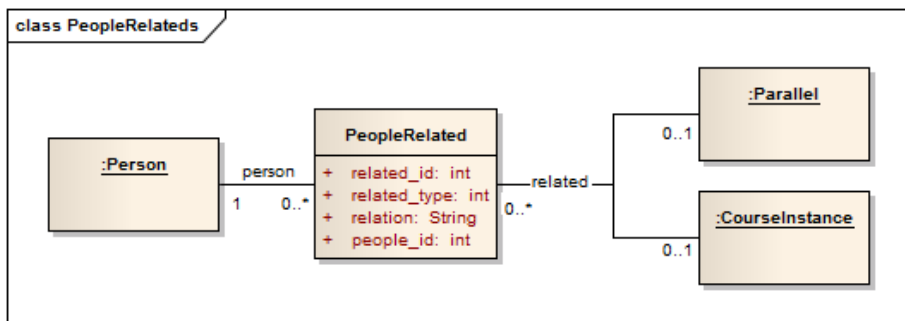 class PeopleRelateds
:Person
person
1
0..*
PeopleRelated
+ related_id: int
+ related_type: int
+ relation: String
+ people_id: int
related
0..*
:Parallel
0..1
:CourseInstance
0..1